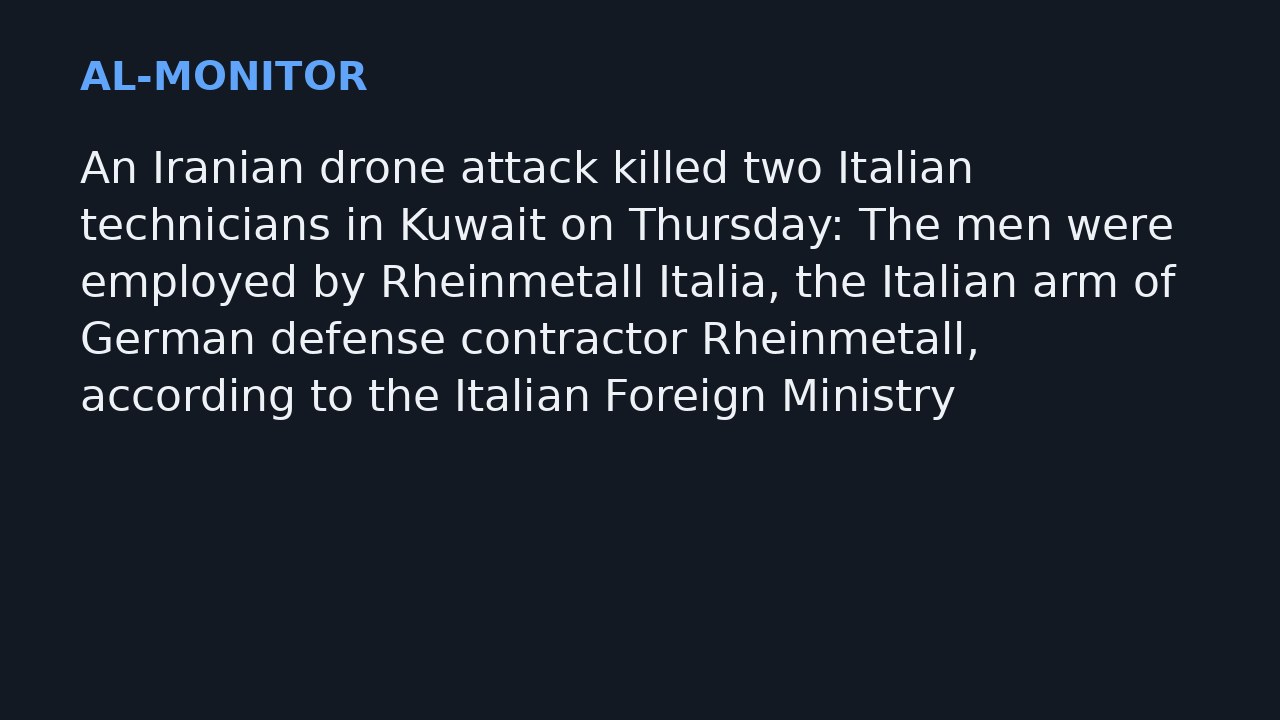 AL-MONITOR
An Iranian drone attack killed two Italian
technicians in Kuwait on Thursday: The men were
employed by Rheinmetall Italia, the Italian arm of
German defense contractor Rheinmetall,
according to the Italian Foreign Ministry